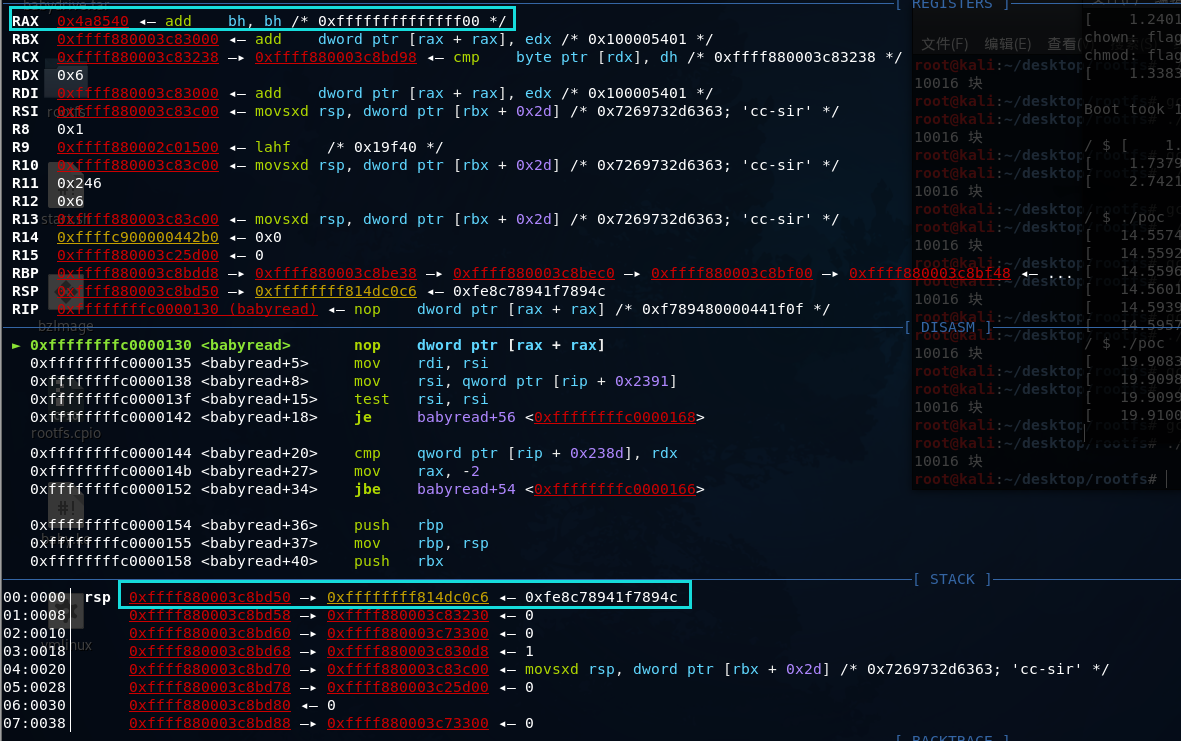 babydrive.tar
[ REGISTERS ]
RAX 0x4a8540 ◂— add bh, bh /* 0xffffffffffffff00 */
RBX 0xffff880003c83000 ◂— add dword ptr [rax + rax], edx /* 0x100005401 */
RCX 0xffff880003c83238 —▸ 0xffff880003c8bd98 ◂— cmp byte ptr [rdx], dh /* 0xffff880003c83238 */
RDX 0x6
RDI 0xffff880003c83000 ◂— add dword ptr [rax + rax], edx /* 0x100005401 */
RSI 0xffff880003c83c00 ◂— movsxd rsp, dword ptr [rbx + 0x2d] /* 0x7269732d6363; 'cc-sir' */
R8 0x1
R9 0xffff880002c01500 ◂— lahf /* 0x19f40 */
R10 0xffff880003c83c00 ◂— movsxd rsp, dword ptr [rbx + 0x2d] /* 0x7269732d6363; 'cc-sir' */
R11 0x246
R12 0x6
R13 0xffff880003c83c00 ◂— movsxd rsp, dword ptr [rbx + 0x2d] /* 0x7269732d6363; 'cc-sir' */
R14 0xffffc900000442b0 ◂— 0x0
R15 0xffff880003c25d00 ◂— 0
RBP 0xffff880003c8bdd8 —▸ 0xffff880003c8be38 —▸ 0xffff880003c8bec0 —▸ 0xffff880003c8bf00 —▸ 0xffff880003c8bf48 ◂— ...
RSP 0xffff880003c8bd50 —▸ 0xffffffff814dc0c6 ◂— 0xfe8c78941f7894c
RIP 0xffffffffc0000130 (babyread) ◂— nop dword ptr [rax + rax] /* 0xf789480000441f0f */
bzImage
[ DISASM ]
► 0xffffffffc0000130 <babyread> nop dword ptr [rax + rax]
0xffffffffc0000135 <babyread+5> mov rdi, rsi
0xffffffffc0000138 <babyread+8> mov rsi, qword ptr [rip + 0x2391]
0xffffffffc000013f <babyread+15> test rsi, rsi
0xffffffffc0000142 <babyread+18> je babyread+56 <0xffffffffc0000168>
rootfs.cpio
0xffffffffc0000144 <babyread+20> cmp qword ptr [rip + 0x238d], rdx
0xffffffffc000014b <babyread+27> mov rax, -2
0xffffffffc0000152 <babyread+34> jbe babyread+54 <0xffffffffc0000166>
#!
0xffffffffc0000154 <babyread+36> push rbp
0xffffffffc0000155 <babyread+37> mov rbp, rsp
0xffffffffc0000158 <babyread+40> push rbx
[ STACK ]
00:0000│ rsp 0xffff880003c8bd50 —▸ 0xffffffff814dc0c6 ◂— 0xfe8c78941f7894c
01:0008│ 0xffff880003c8bd58 —▸ 0xffff880003c83230 ◂— 0
02:0010│ 0xffff880003c8bd60 —▸ 0xffff880003c73300 ◂— 0
03:0018│ 0xffff880003c8bd68 —▸ 0xffff880003c830d8 ◂— 1
vmlinux
04:0020│ 0xffff880003c8bd70 —▸ 0xffff880003c83c00 ◂— movsxd rsp, dword ptr [rbx + 0x2d] /* 0x7269732d6363; 'cc-sir' */
05:0028│ 0xffff880003c8bd78 —▸ 0xffff880003c25d00 ◂— 0
06:0030│ 0xffff880003c8bd80 ◂— 0
07:0038│ 0xffff880003c8bd88 —▸ 0xffff880003c73300 ◂— 0
[ BACKTRACE ]
文件(F) 编辑(E) 查看(
root@kali:~/desktop/
10016 块
root@kali:~/desktop/
10016 块
root@kali:~/desktop/
10016 块
root@kali:~/desktop/
10016 块
root@kali:~/desktop/
10016 块
root@kali:~/desktop/
10016 块
root@kali:~/desktop/
10016 块
root@kali:~/desktop/rootfs#
10016 块
root@kali:~/desktop/rootfs#
[ 1.2401
chown: flag
chmod: flag
[ 1.3383
Boot took 1
/ $ [ 1.
[ 1.7379
[ 2.7421
/ $ ./poc
[ 14.5574
[ 14.5592
[ 14.5596
[ 14.5601
[ 14.5939
[ 14.5957
/ $ ./poc
[ 19.9083
[ 19.9098
[ 19.9099
[ 19.9100